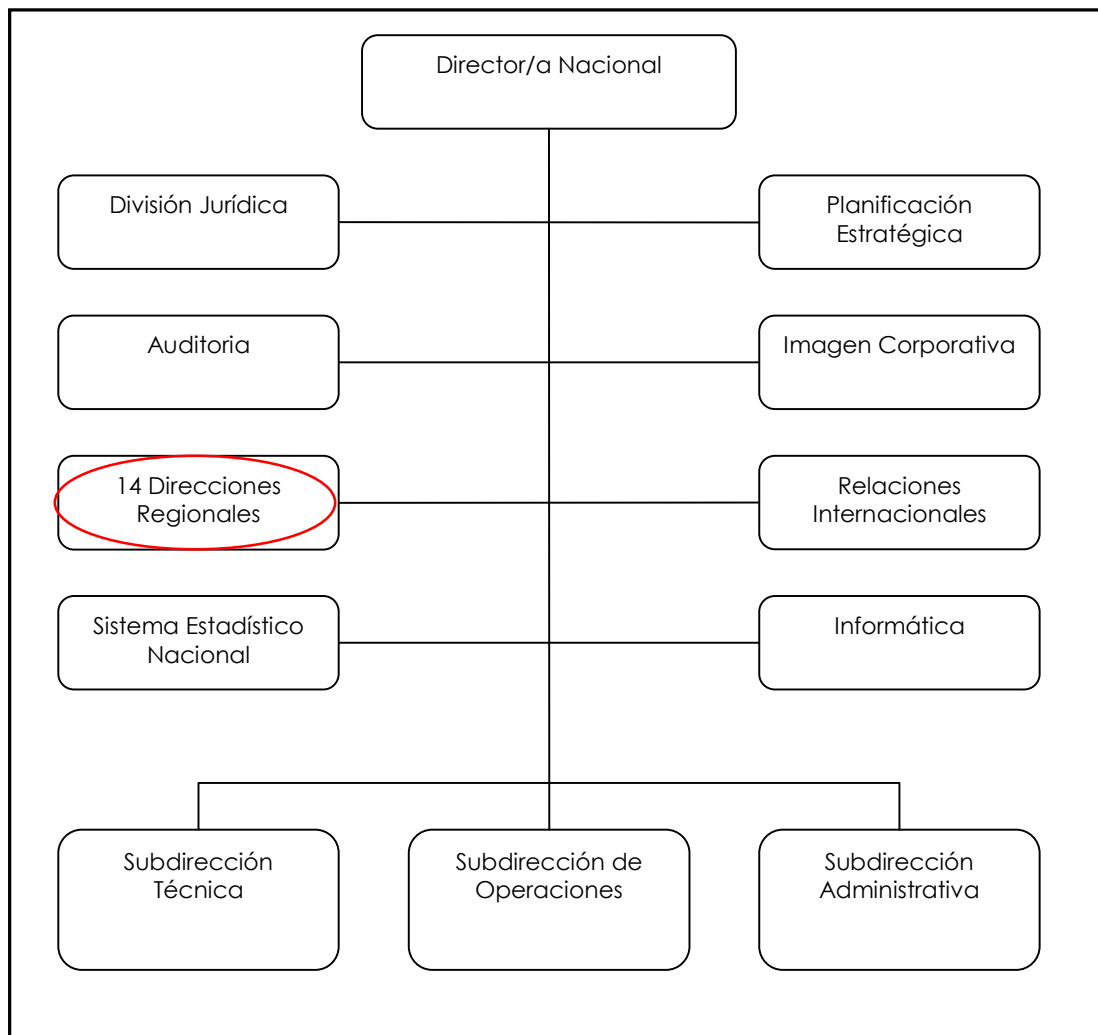 Director/a Nacional
División Jurídica
Planificación
Estratégica
Auditoria
Imagen Corporativa
14 Direcciones
Regionales
Relaciones
Internacionales
Sistema Estadístico
Nacional
Informática
Subdirección
Técnica
Subdirección de
Operaciones
Subdirección
Administrativa